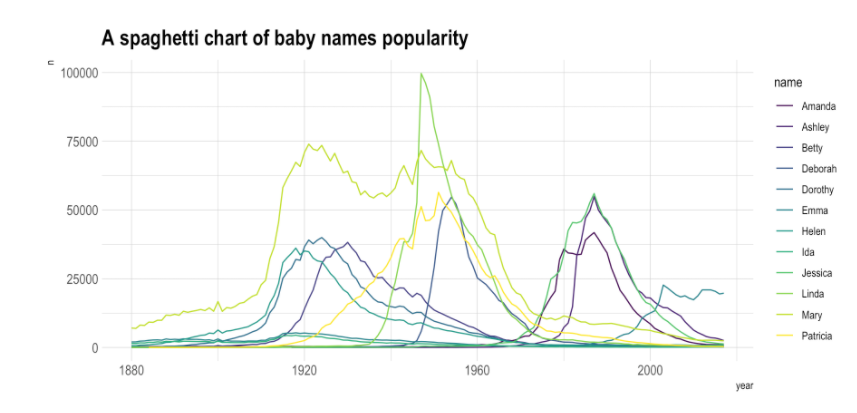 A spaghetti chart of baby names popularity
n
100000
75000
50000
25000
0
1880
1920
1960
2000
year
name
Amanda
Ashley
Betty
Deborah
Dorothy
Emma
Helen
Ida
Jessica
Linda
Mary
Patricia